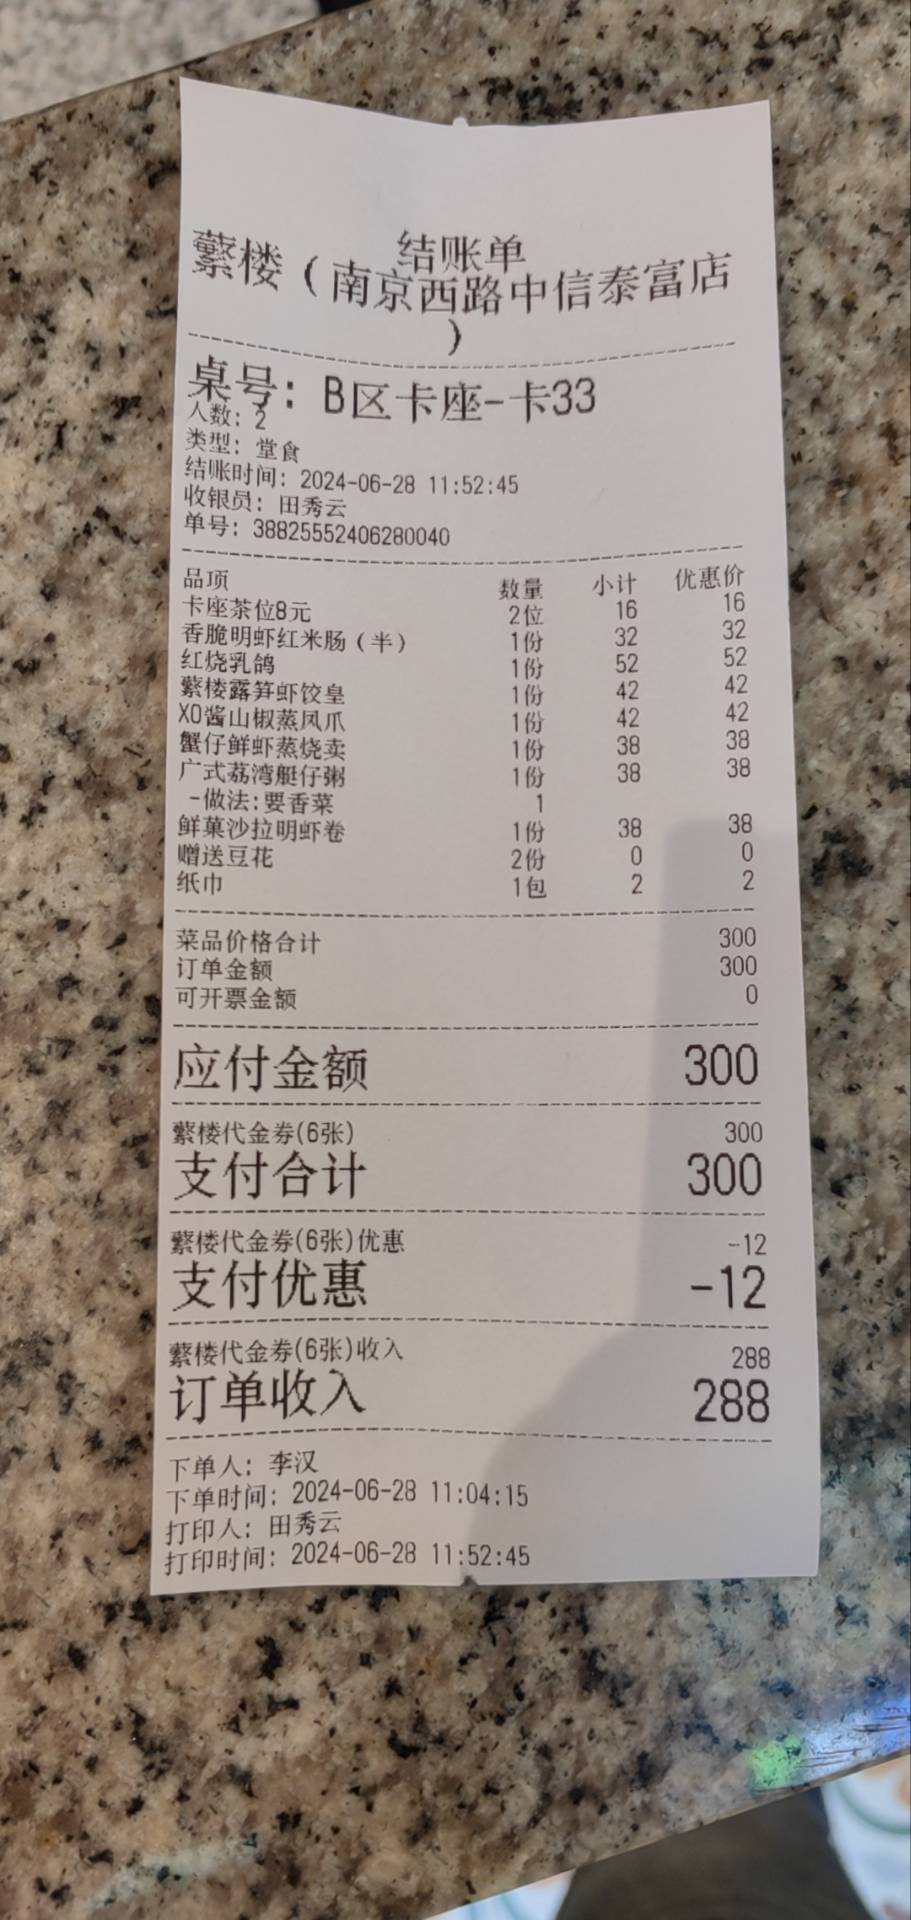 结账单
蘩楼（南京西路中信泰富店
）
桌号: B区卡座-卡33
人数: 2
类型: 堂食
结账时间: 2024-06-28 11:52:45
收银员: 田秀云
单号: 388255552406280040
品项 数量 小计 优惠价
卡座茶位8元 2位 16 16
香脆明虾红米肠（半） 1份 32 32
红烧乳鸽 1份 52 52
蘩楼露笋虾饺皇 1份 42 42
XO酱山椒蒸凤爪 1份 42 42
蟹仔鲜虾蒸烧卖 1份 38 38
广式荔湾艇仔粥 1份 38 38
-做法:要香菜 1
鲜菓沙拉明虾卷 1份 38 38
赠送豆花 2份 0 0
纸巾 1包 2 2
菜品价格合计 300
订单金额 300
可开票金额 0
应付金额 300
蘩楼代金券(6张) 300
支付合计 300
蘩楼代金券(6张)优惠 -12
支付优惠 -12
蘩楼代金券(6张)收入 288
订单收入 288
下单人: 李汉
下单时间: 2024-06-28 11:04:15
打印人: 田秀云
打印时间: 2024-06-28 11:52:45